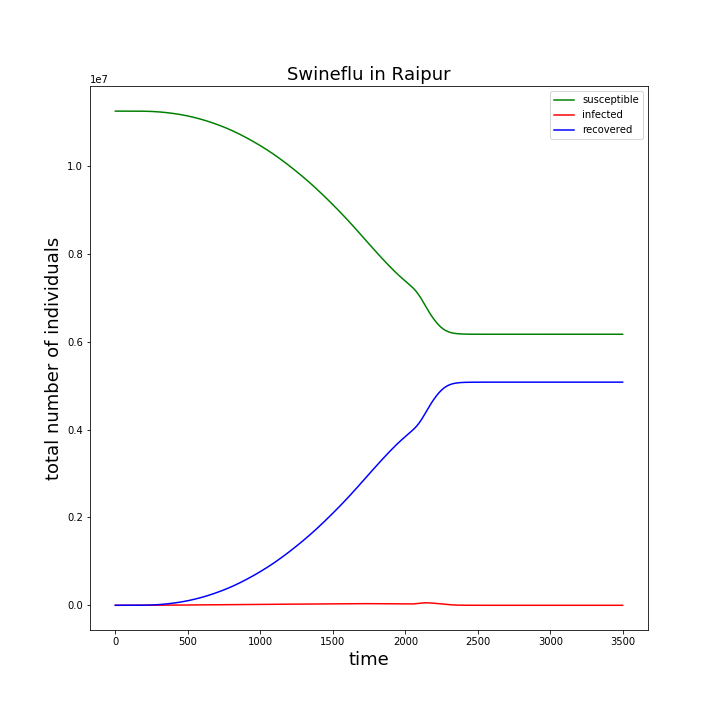 Swineflu in Raipur
1e7
susceptible
infected
recovered
1.0
0.8
0.6
0.4
0.2
0.0
total number of individuals
0 500 1000 1500 2000 2500 3000 3500
time